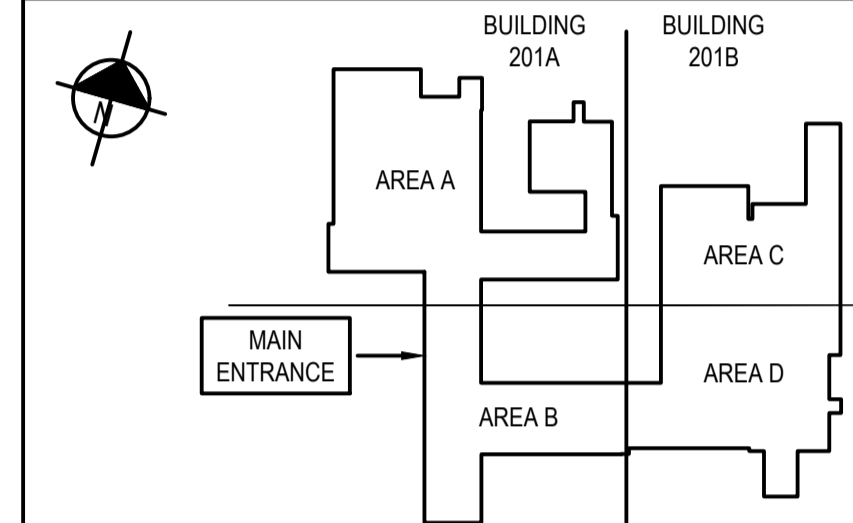 BUILDING
201A
BUILDING
201B
N
AREA A
AREA C
MAIN
ENTRANCE
AREA D
AREA B